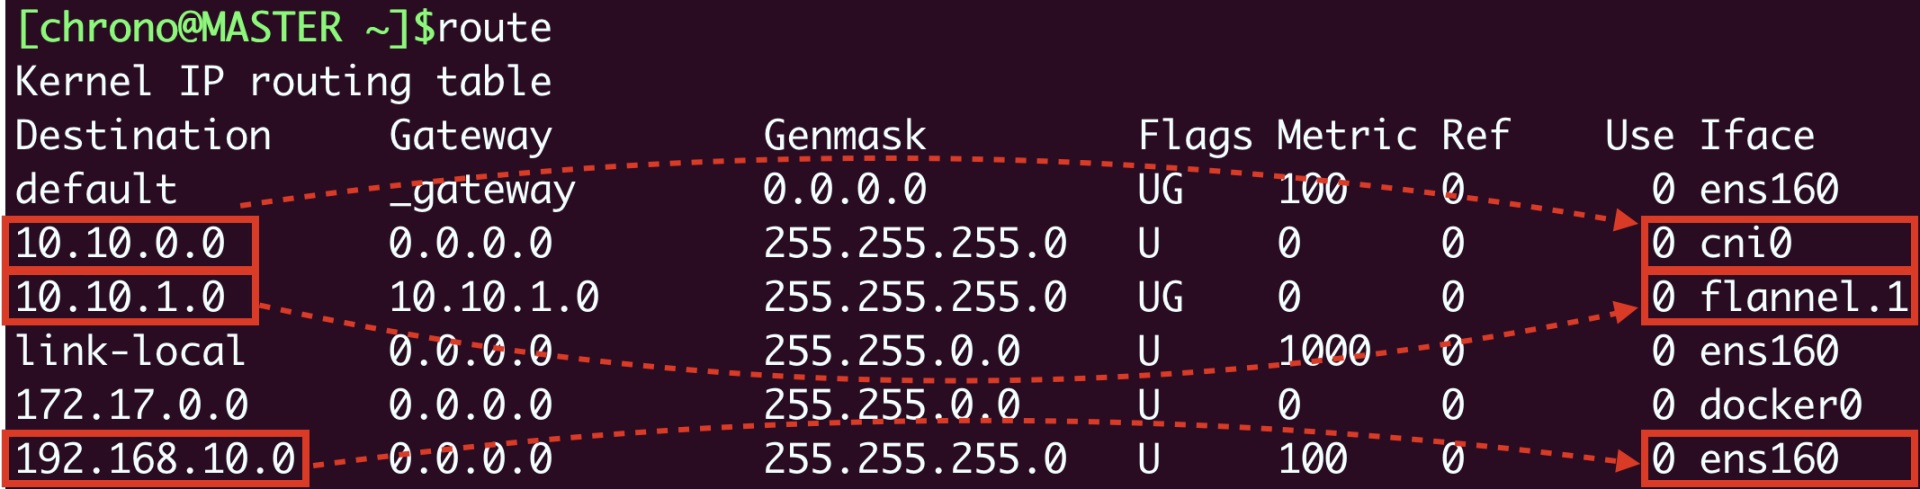 [chrono@MASTER ~]$route
Kernel IP routing table
Destination Gateway Genmask Flags Metric Ref Use Iface
default _gateway 0.0.0.0 UG 100 0 0 ens160
10.10.0.0 0.0.0.0 255.255.255.0 U 0 0 0 cni0
10.10.1.0 10.10.1.0 255.255.255.0 UG 0 0 0 flannel.1
link-local 0.0.0.0 255.255.0.0 U 1000 0 0 ens160
172.17.0.0 0.0.0.0 255.255.0.0 U 0 0 0 docker0
192.168.10.0 0.0.0.0 255.255.255.0 U 100 0 0 ens160